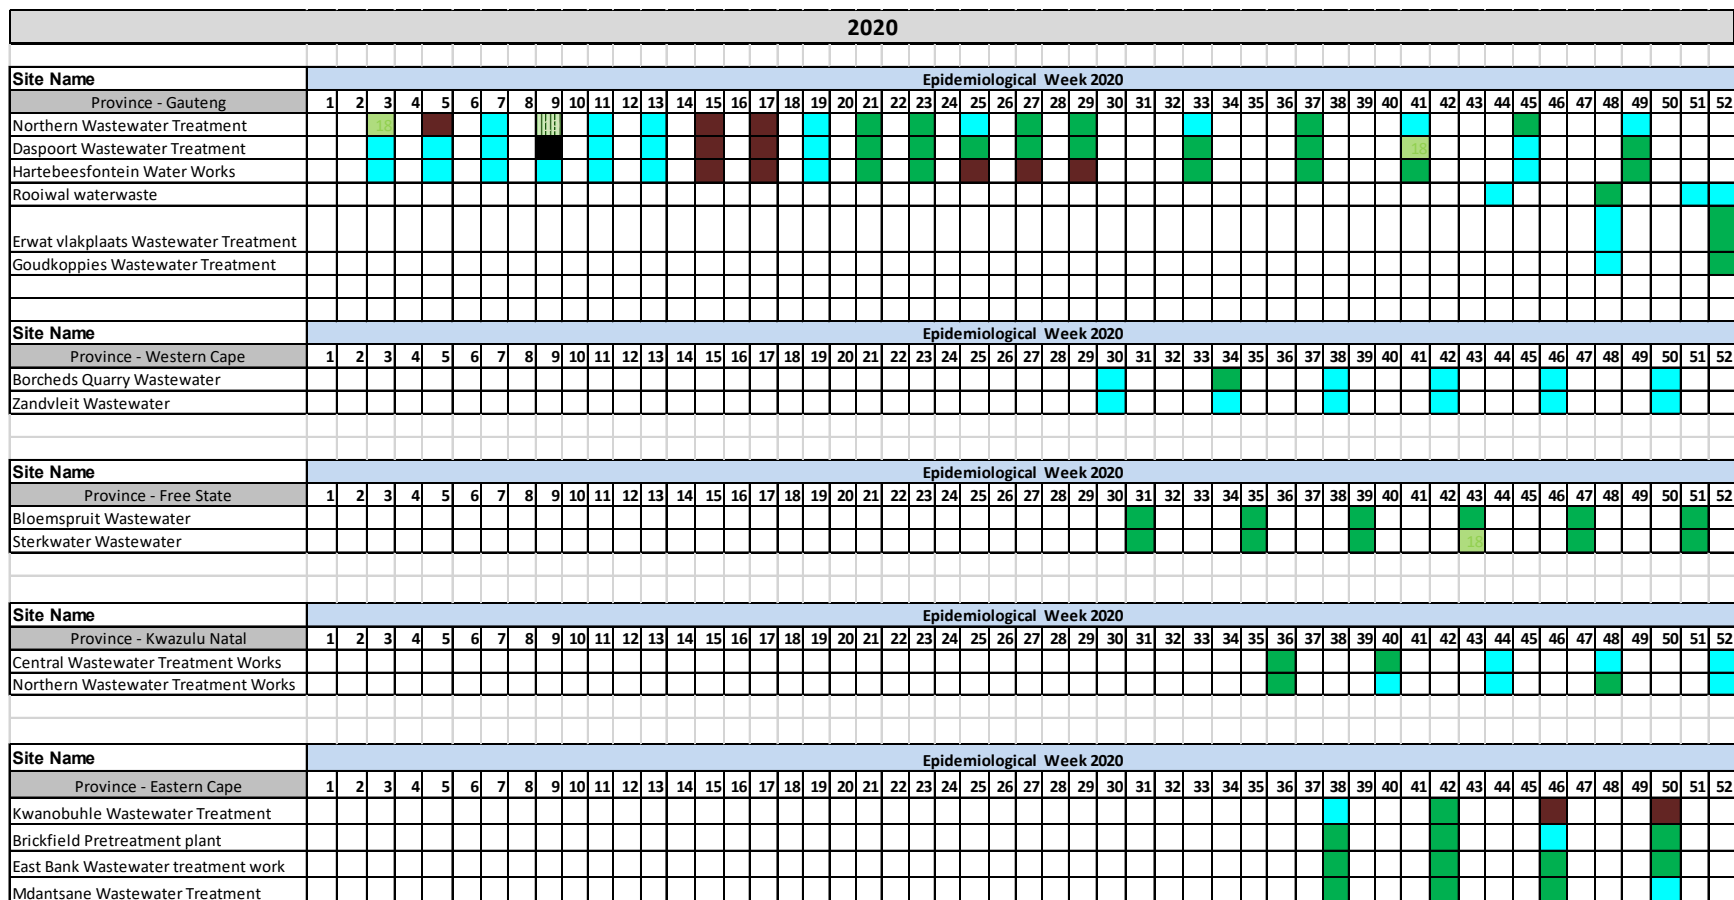 2020
Site Name Epidemiological Week 2020
Province - Gauteng 1 2 3 4 5 6 7 8 9 10 11 12 13 14 15 16 17 18 19 20 21 22 23 24 25 26 27 28 29 30 31 32 33 34 35 36 37 38 39 40 41 42 43 44 45 46 47 48 49 50 51 52
Northern Wastewater Treatment 18
Daspoort Wastewater Treatment 18
Hartebeesfontein Water Works
Rooiwal waterwaste
Erwat vlakplaats Wastewater Treatment
Goudkoppies Wastewater Treatment
Site Name Epidemiological Week 2020
Province - Western Cape 1 2 3 4 5 6 7 8 9 10 11 12 13 14 15 16 17 18 19 20 21 22 23 24 25 26 27 28 29 30 31 32 33 34 35 36 37 38 39 40 41 42 43 44 45 46 47 48 49 50 51 52
Borcheds Quarry Wastewater
Zandvleit Wastewater
Site Name Epidemiological Week 2020
Province - Free State 1 2 3 4 5 6 7 8 9 10 11 12 13 14 15 16 17 18 19 20 21 22 23 24 25 26 27 28 29 30 31 32 33 34 35 36 37 38 39 40 41 42 43 44 45 46 47 48 49 50 51 52
Bloemspruit Wastewater
Sterkwater Wastewater 18
Site Name Epidemiological Week 2020
Province - Kwazulu Natal 1 2 3 4 5 6 7 8 9 10 11 12 13 14 15 16 17 18 19 20 21 22 23 24 25 26 27 28 29 30 31 32 33 34 35 36 37 38 39 40 41 42 43 44 45 46 47 48 49 50 51 52
Central Wastewater Treatment Works
Northern Wastewater Treatment Works
Site Name Epidemiological Week 2020
Province - Eastern Cape 1 2 3 4 5 6 7 8 9 10 11 12 13 14 15 16 17 18 19 20 21 22 23 24 25 26 27 28 29 30 31 32 33 34 35 36 37 38 39 40 41 42 43 44 45 46 47 48 49 50 51 52
Kwanobuhle Wastewater Treatment
Brickfield Pretreatment plant
East Bank Wastewater treatment work
Mdantsane Wastewater Treatment